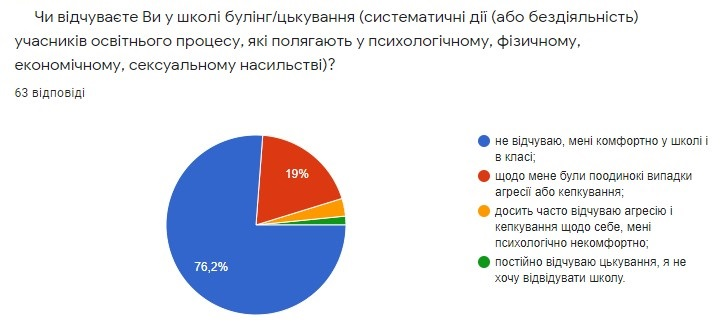 Чи відчуваєте Ви у школі булінг/цькування (систематичні дії (або бездіяльність)
учасників освітнього процесу, які полягають у психологічному, фізичному,
економічному, сексуальному насильстві)?
63 відповіді
не відчуваю, мені комфортно у школі і
в класі;
щодо мене були поодинокі випадки
агресії або кепкування;
досить часто відчуваю агресію і
кепкування щодо себе, мені
психологічно некомфортно;
постійно відчуваю цькування, я не
хочу відвідувати школу.
19%
76,2%